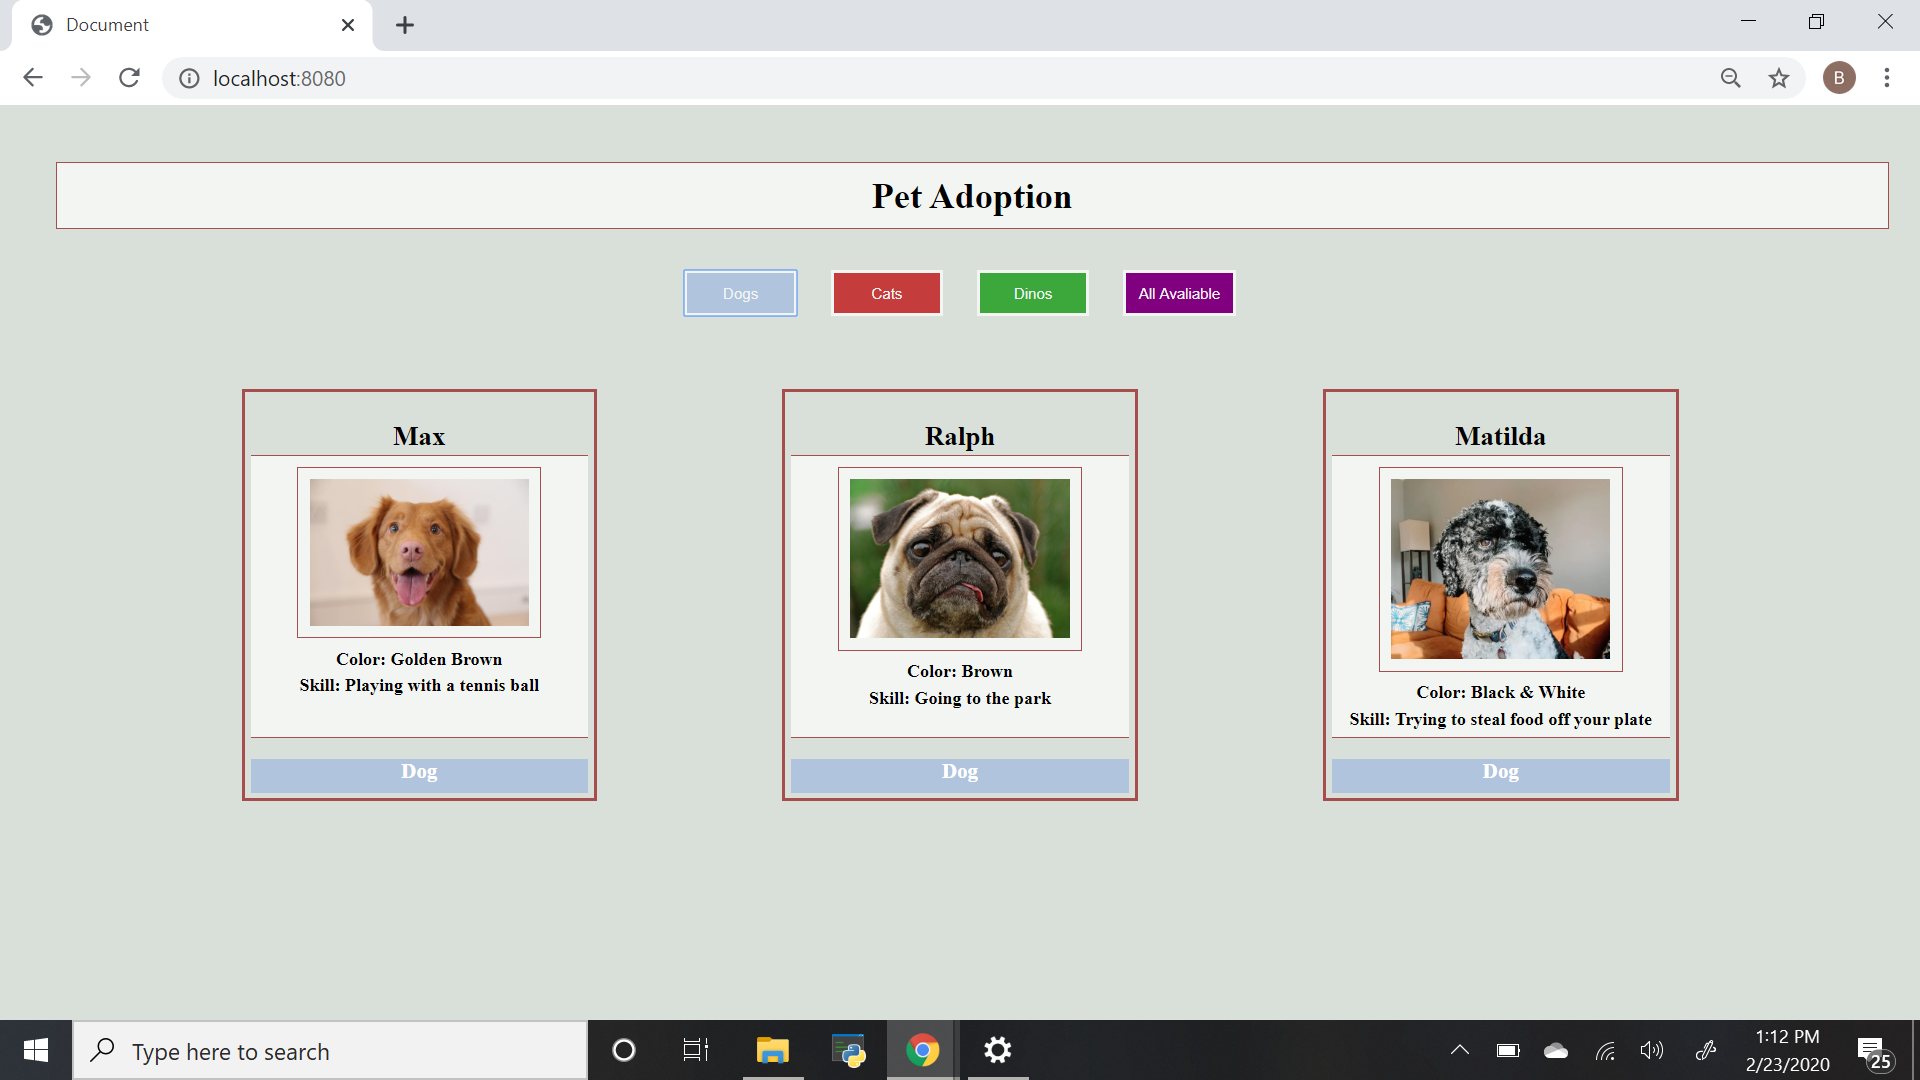 Document
localhost:8080
B
Pet Adoption
Dogs Cats Dinos All Avaliable
Max
Color: Golden Brown
Skill: Playing with a tennis ball
Dog
Ralph
Color: Brown
Skill: Going to the park
Dog
Matilda
Color: Black & White
Skill: Trying to steal food off your plate
Dog
Type here to search
1:12 PM
2/23/2020
25